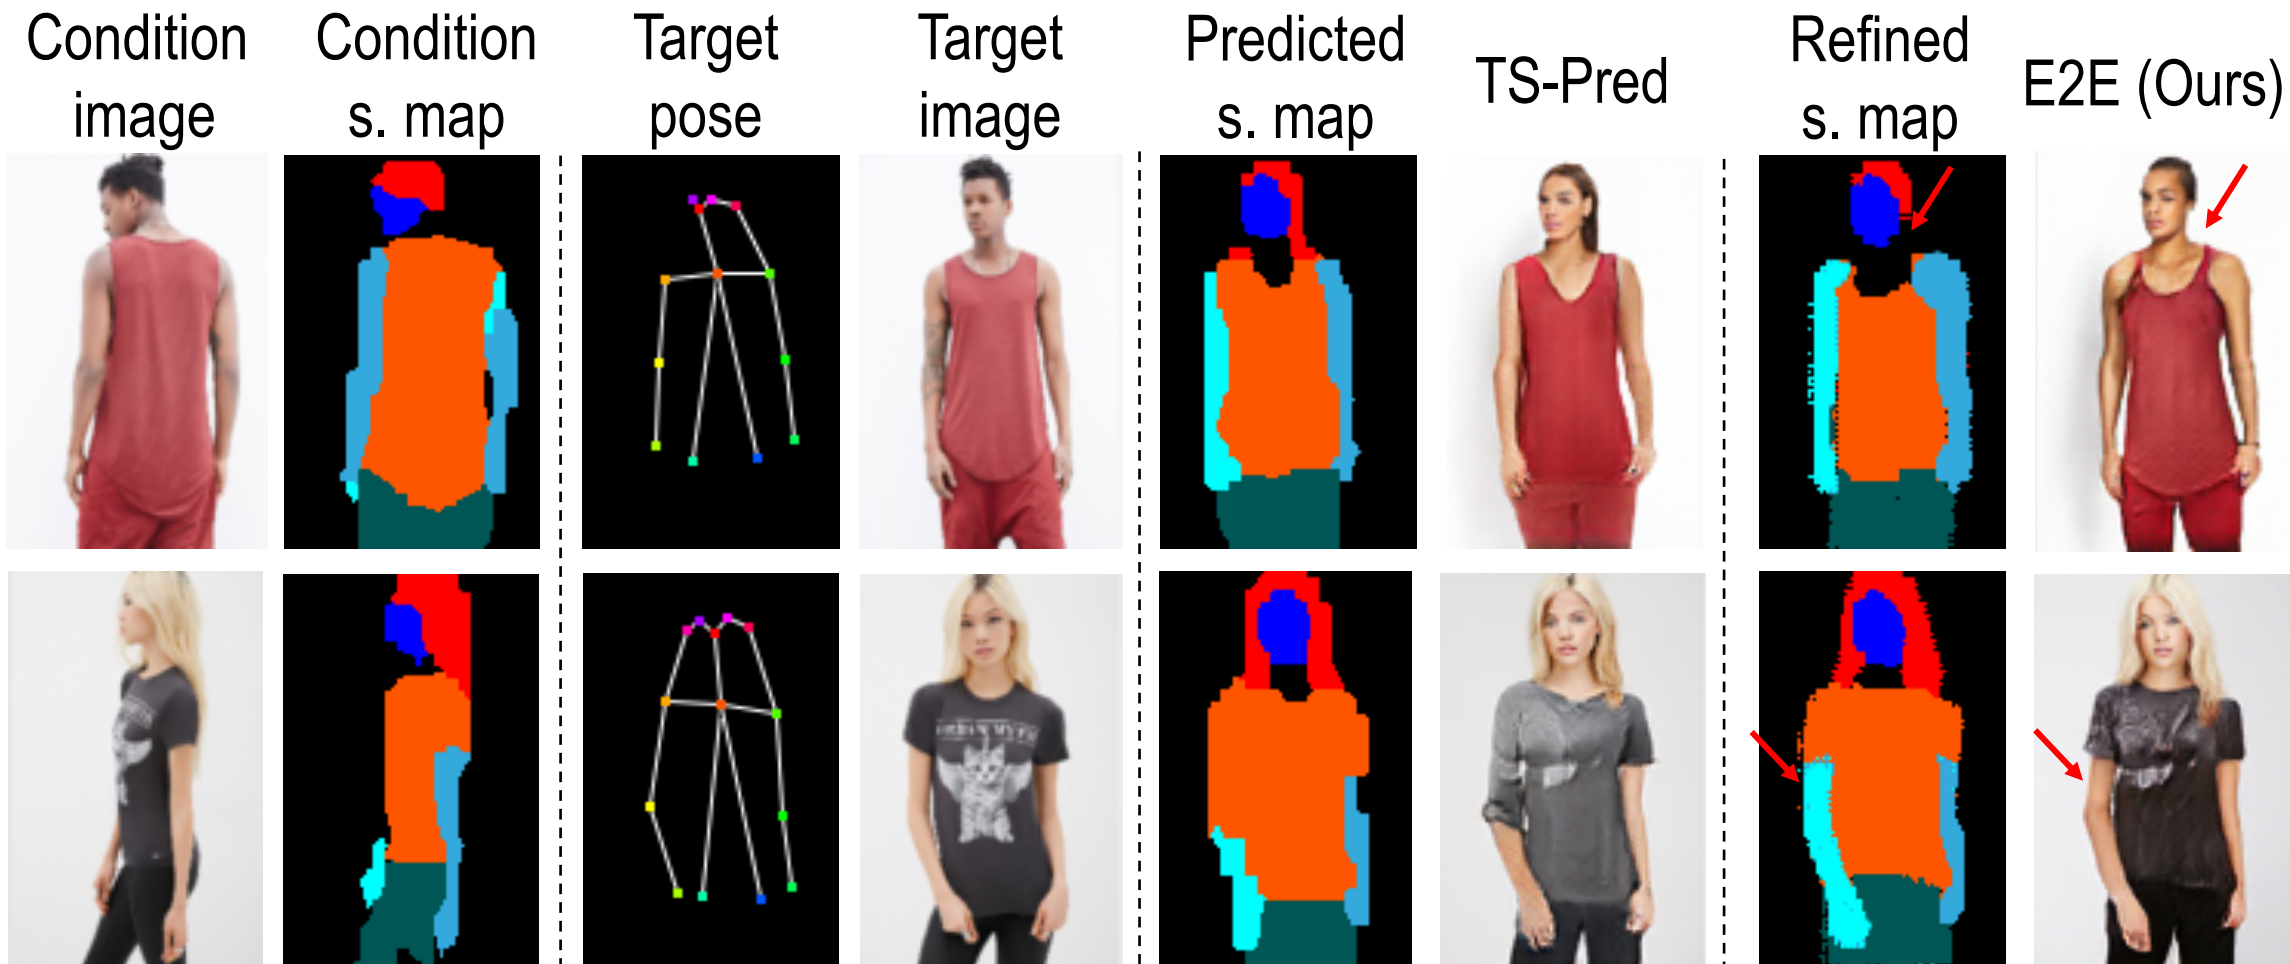 Condition image
Condition s. map
Target pose
Target image
Predicted s. map
TS-Pred
Refined s. map
E2E (Ours)